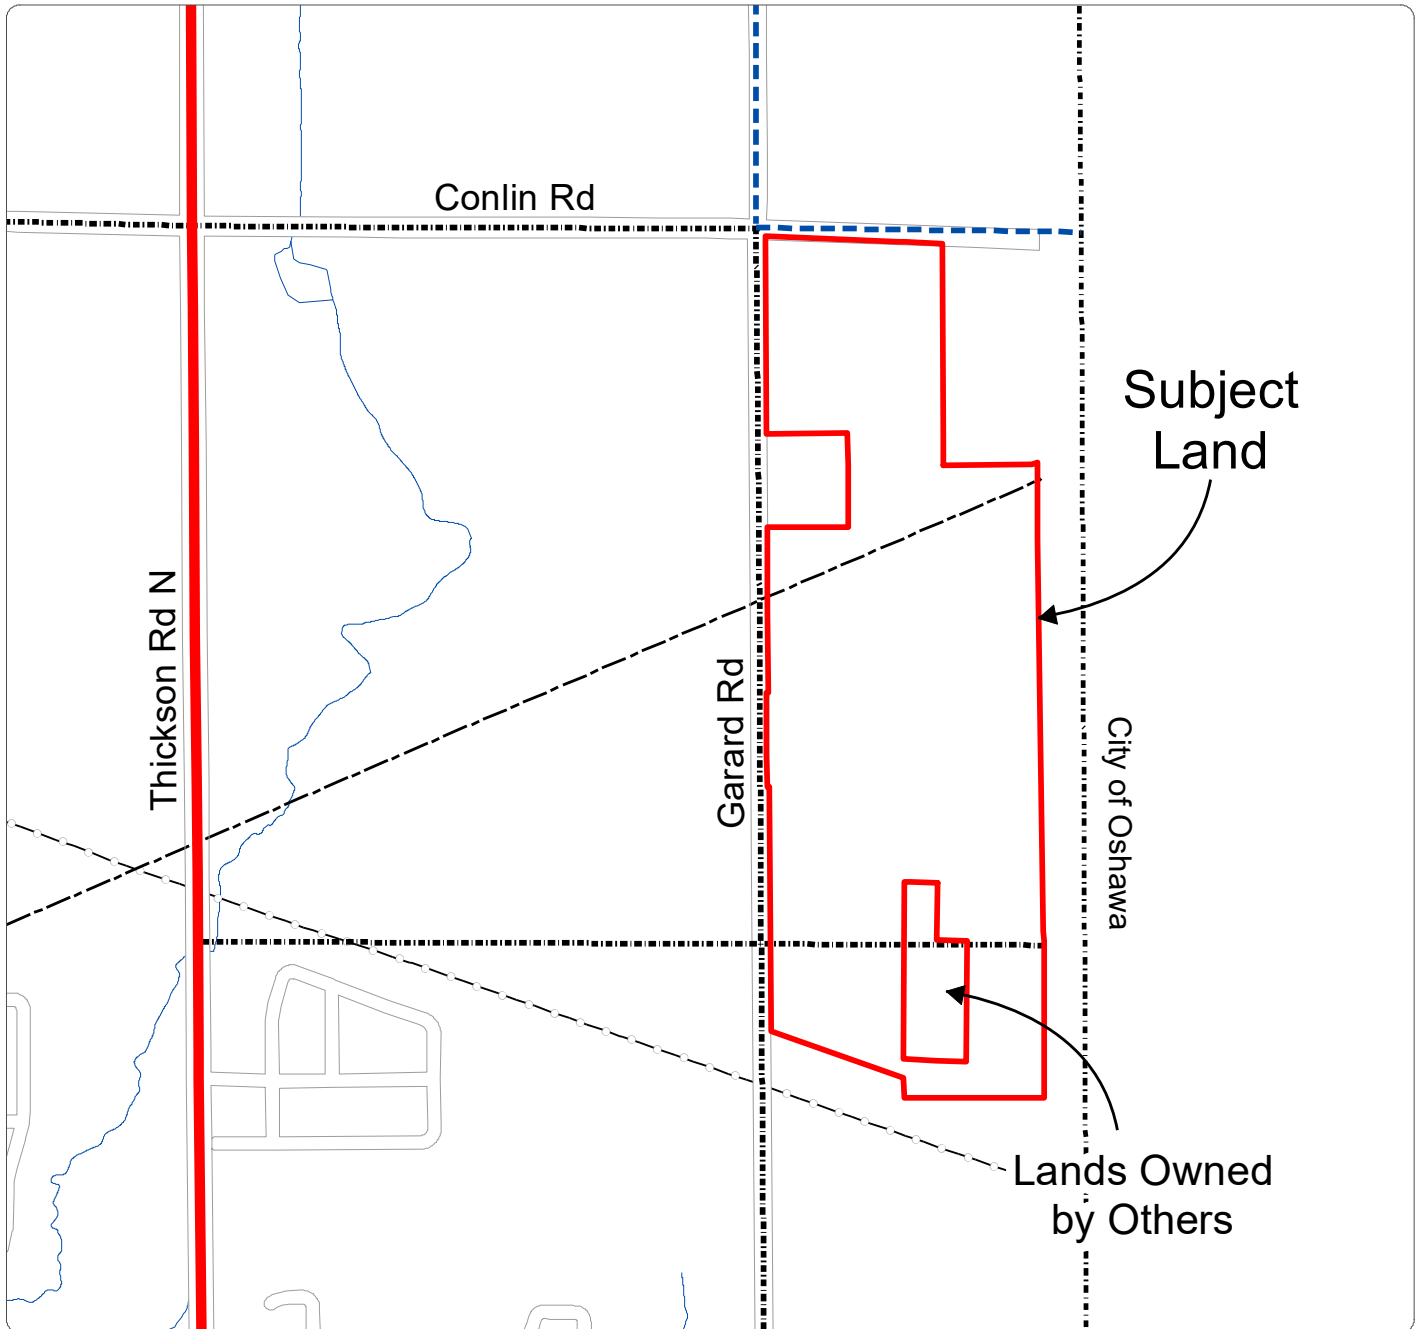 Conlin Rd
Subject
Land
Thickson Rd N
Garard Rd
City of Oshawa
Lands Owned
by Others